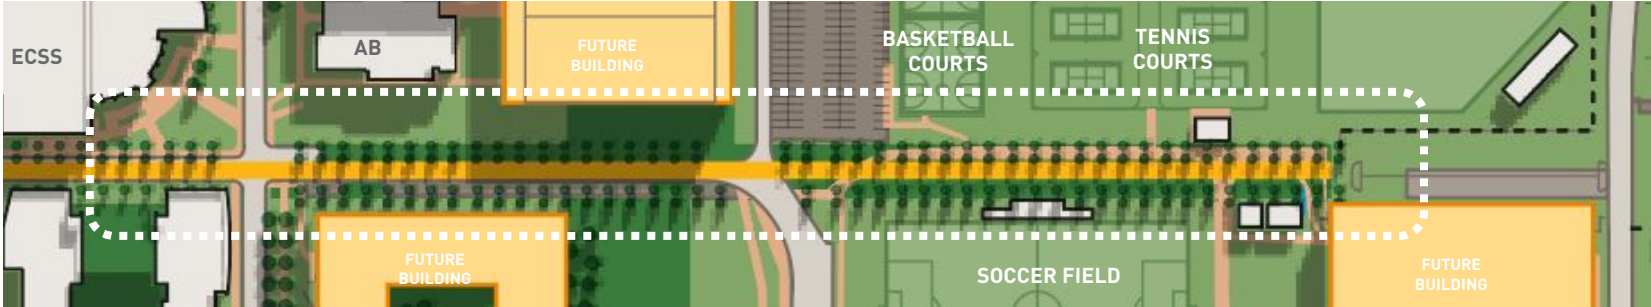 ECSS
AB
FUTURE
BUILDING
BASKETBALL
COURTS
TENNIS
COURTS
FUTURE
BUILDING
SOCCER FIELD
FUTURE
BUILDING